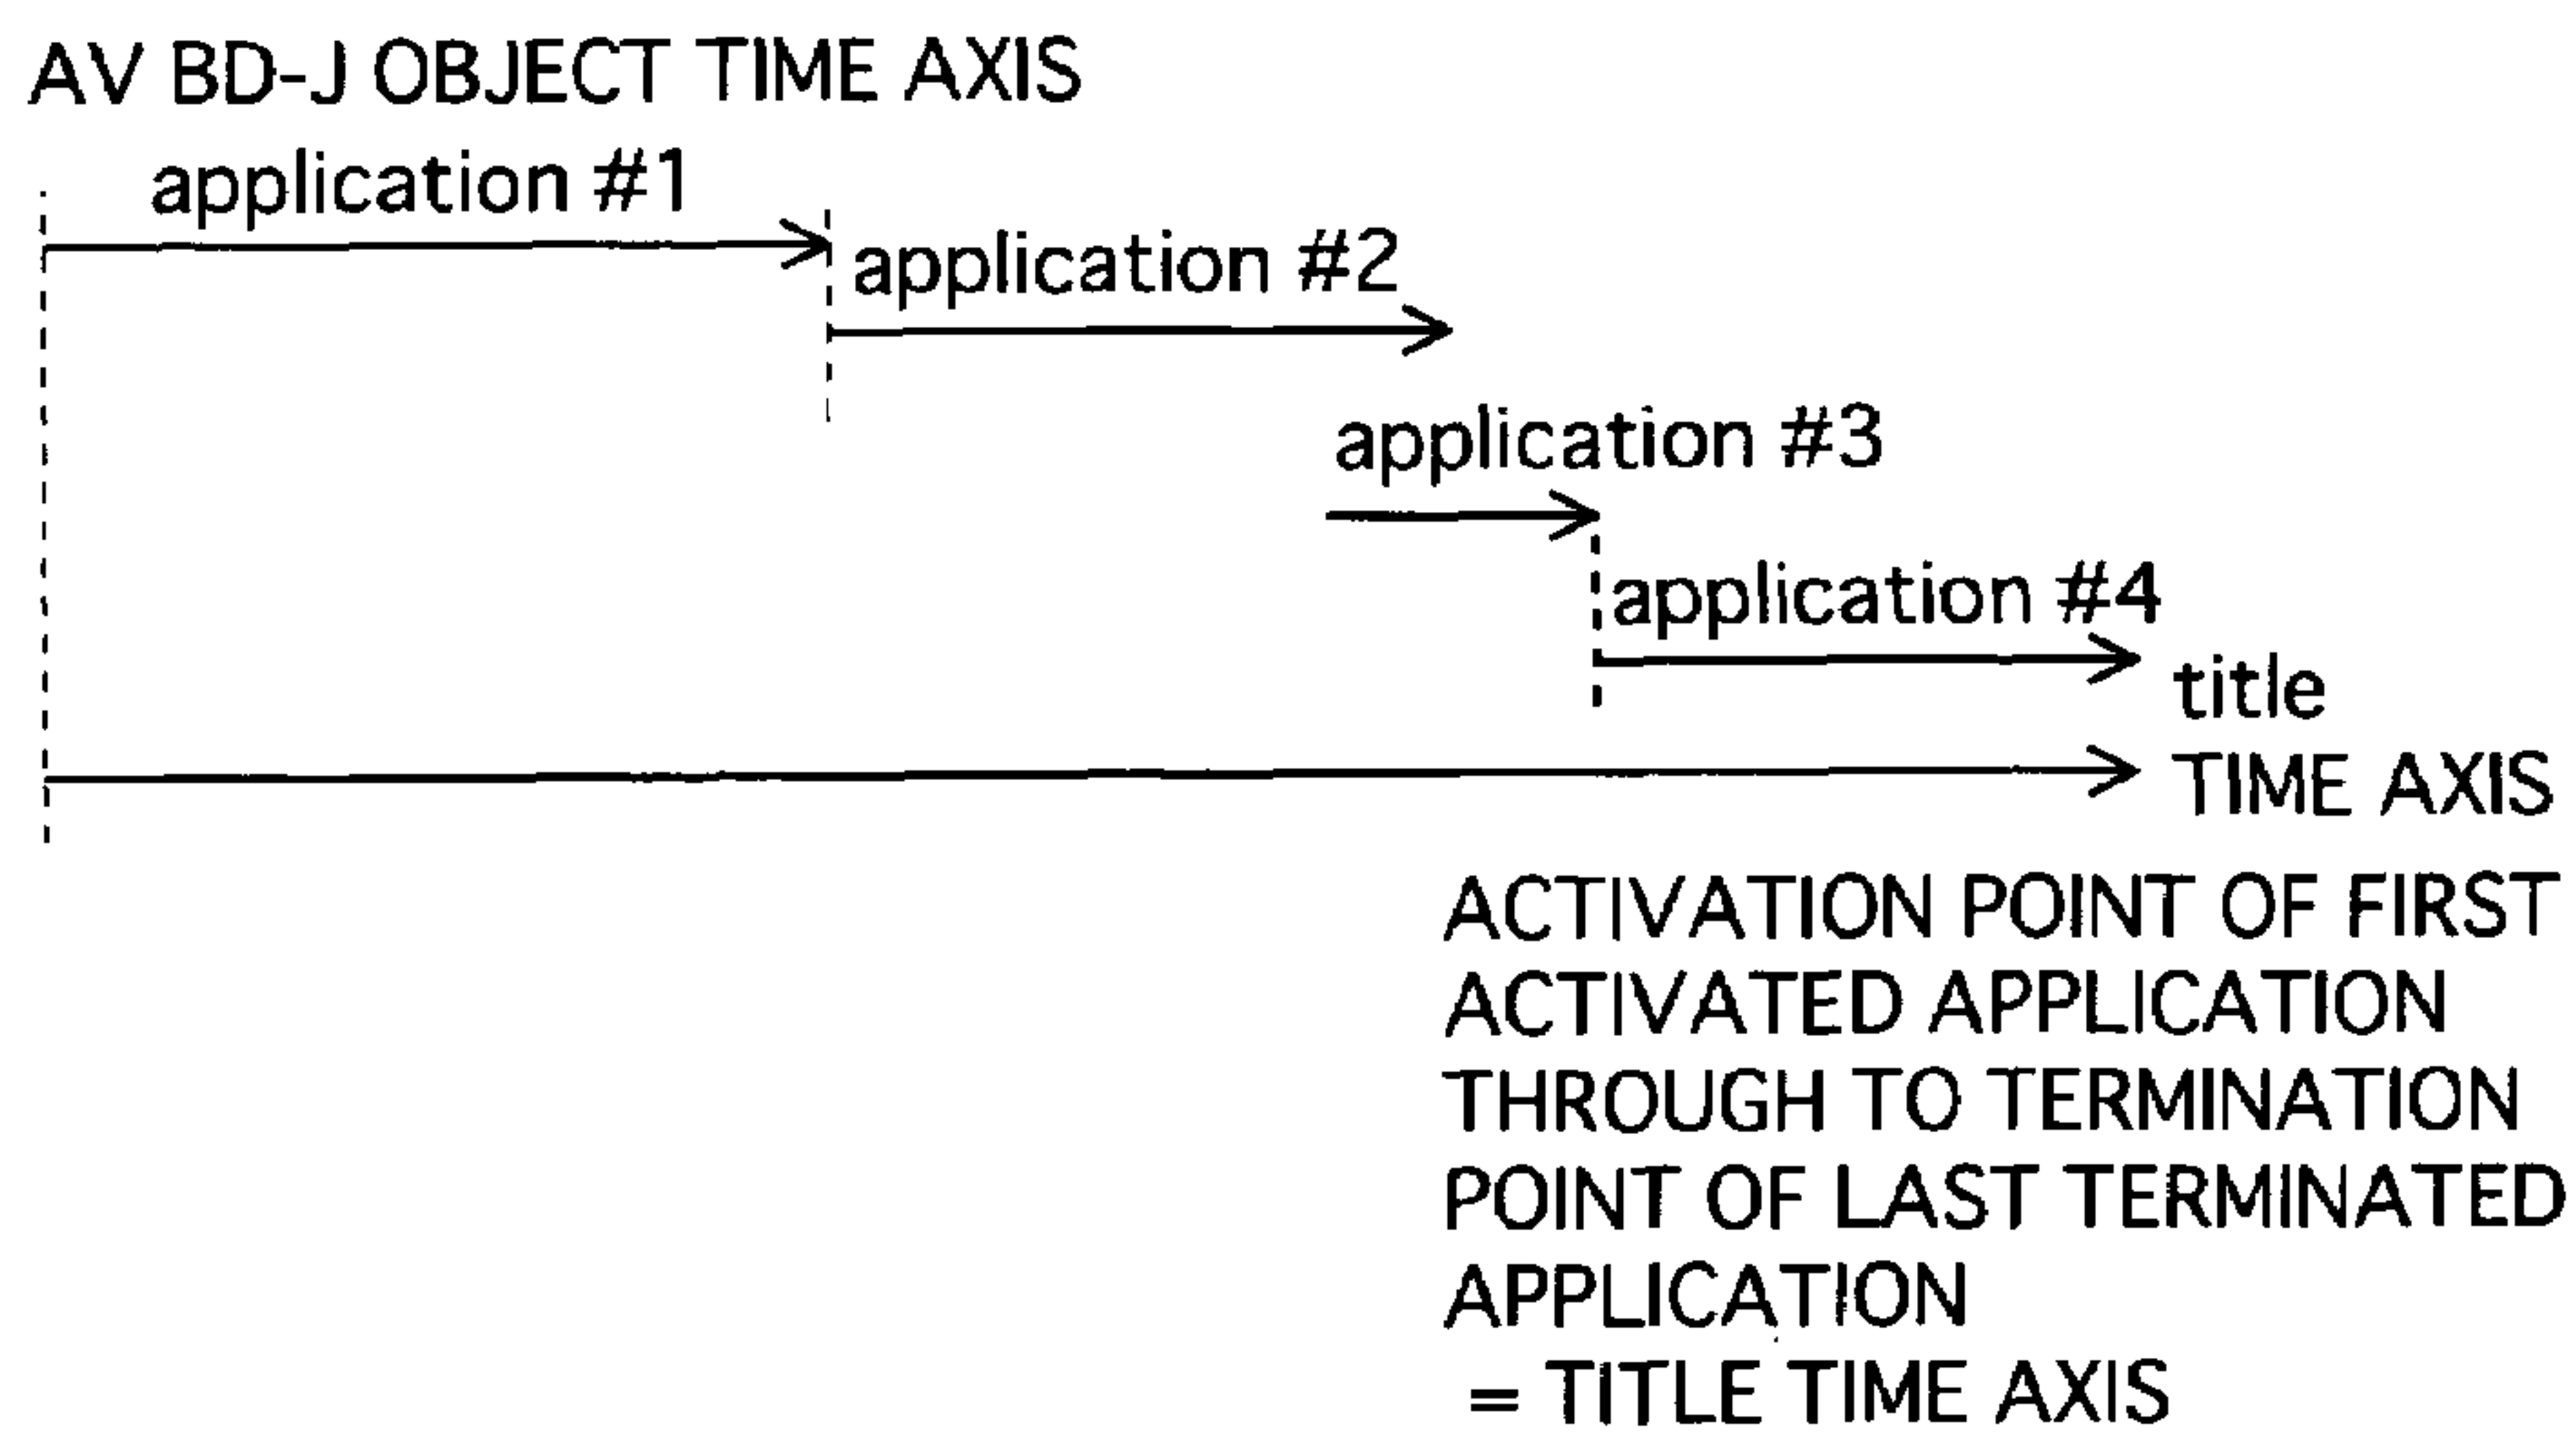 AV BD-J OBJECT TIME AXIS
application #1
application #2
application #3
application #4
title
TIME AXIS
ACTIVATION POINT OF FIRST
ACTIVATED APPLICATION
THROUGH TO TERMINATION
POINT OF LAST TERMINATED
APPLICATION
= TITLE TIME AXIS